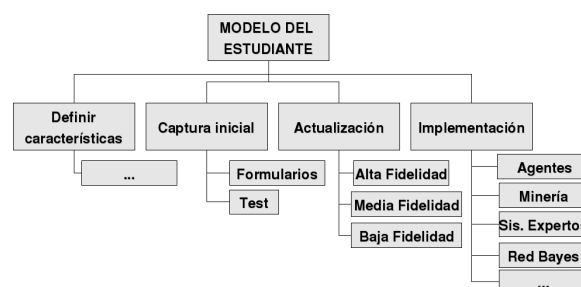 MODELO DEL
ESTUDIANTE
Definir
características
...
Captura inicial
Formularios
Test
Actualización
Alta Fidelidad
Media Fidelidad
Baja Fidelidad
Implementación
Agentes
Minería
Sis. Expertos
Red Bayes
...